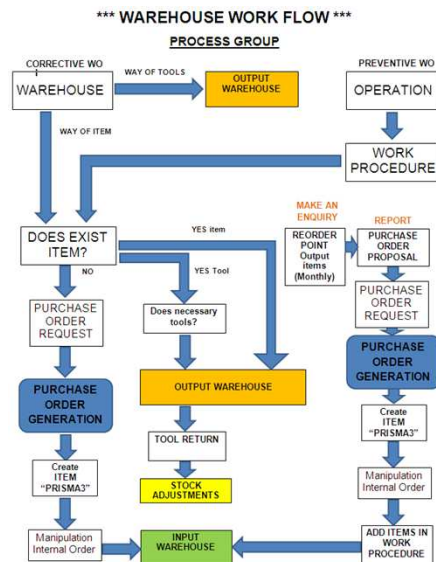 *** WAREHOUSE WORK FLOW ***
PROCESS GROUP
CORRECTIVE WO
PREVENTIVE WO
WAREHOUSE
WAY OF TOOLS
OUTPUT
WAREHOUSE
OPERATION
WAY OF ITEM
WORK
PROCEDURE
DOES EXIST
ITEM?
YES item
NO
YES Tool
MAKE AN
ENQUIRY
REPORT
REORDER
POINT
Output
items
(Monthly)
PURCHASE
ORDER
PROPOSAL
PURCHASE
ORDER
REQUEST
Does necessary
tools?
PURCHASE
ORDER
REQUEST
PURCHASE
ORDER
GENERATION
OUTPUT WAREHOUSE
PURCHASE
ORDER
GENERATION
TOOL RETURN
Create
ITEM
"PRISMA3"
Create
ITEM
"PRISMA3"
STOCK
ADJUSTMENTS
Manipulation
Internal Order
Manipulation
Internal Order
INPUT
WAREHOUSE
ADD ITEMS IN
WORK
PROCEDURE